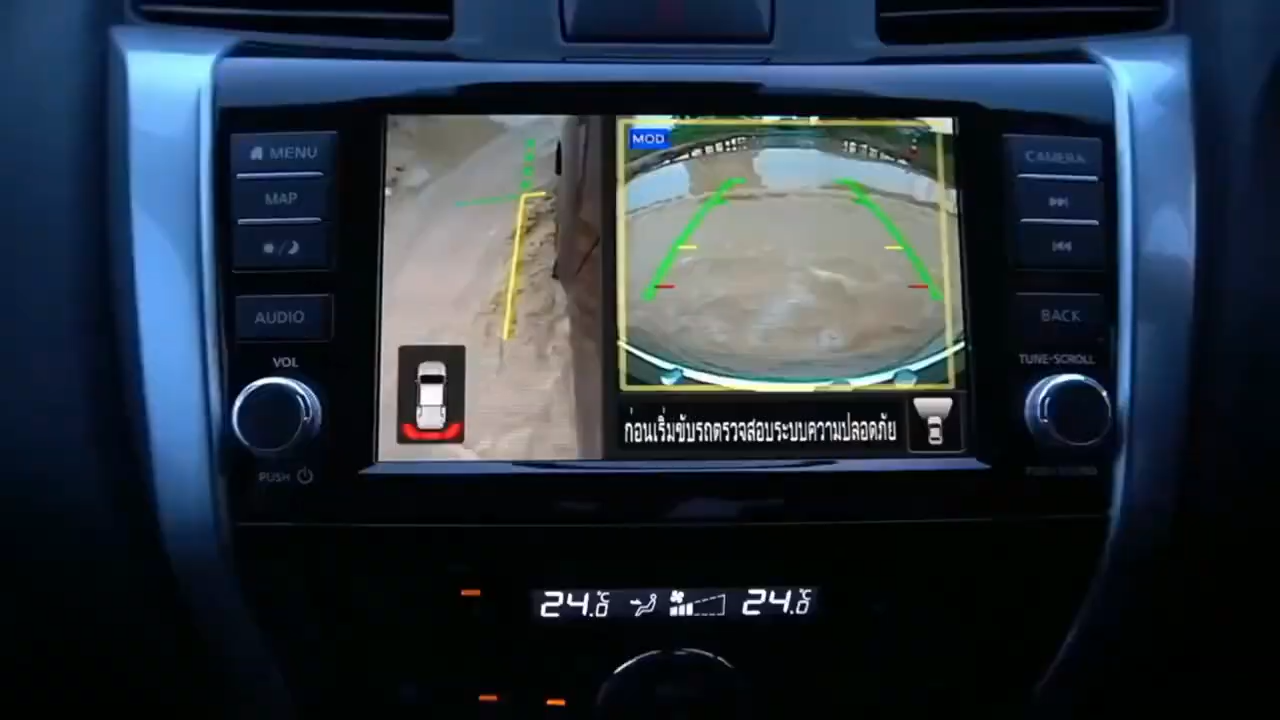 MENU
MAP
AUDIO
VOL
PUSH
MOD
ก่อนเริ่มขับรถตรวจสอบระบบความปลอดภัย
CAMERA
BACK
TUNE·SCROLL
24.0°C
24.0°C